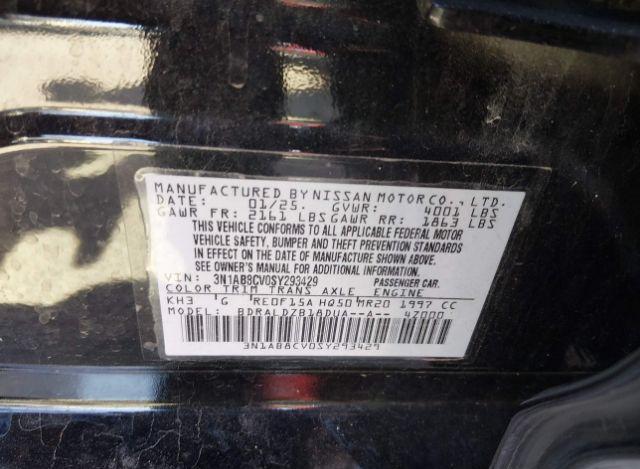 MANUFACTURED BY NISSAN MOTOR CO., LTD.
DATE: 01/25. GVWR: 4001 LBS
GAWR FR: 2161 LBS GAWR RR: 1863 LBS
THIS VEHICLE CONFORMS TO ALL APPLICABLE FEDERAL MOTOR
VEHICLE SAFETY, BUMPER AND THEFT PREVENTION STANDARDS
IN EFFECT ON THE DATE OF MANUFACTURE SHOWN ABOVE.
SEE OWNER'S MANUAL FOR ADDITIONAL INFORMATION
VIN: 3N1AB8CV0SY293429 PASSENGER CAR.
COLOR TRIM TRANS AXLE ENGINE
KH3 G RE0F15A HQ50 MR20 1997 CC
MODEL: BDRALDZB18DUA--A-- 47000
3N1AB8CV0SY293429